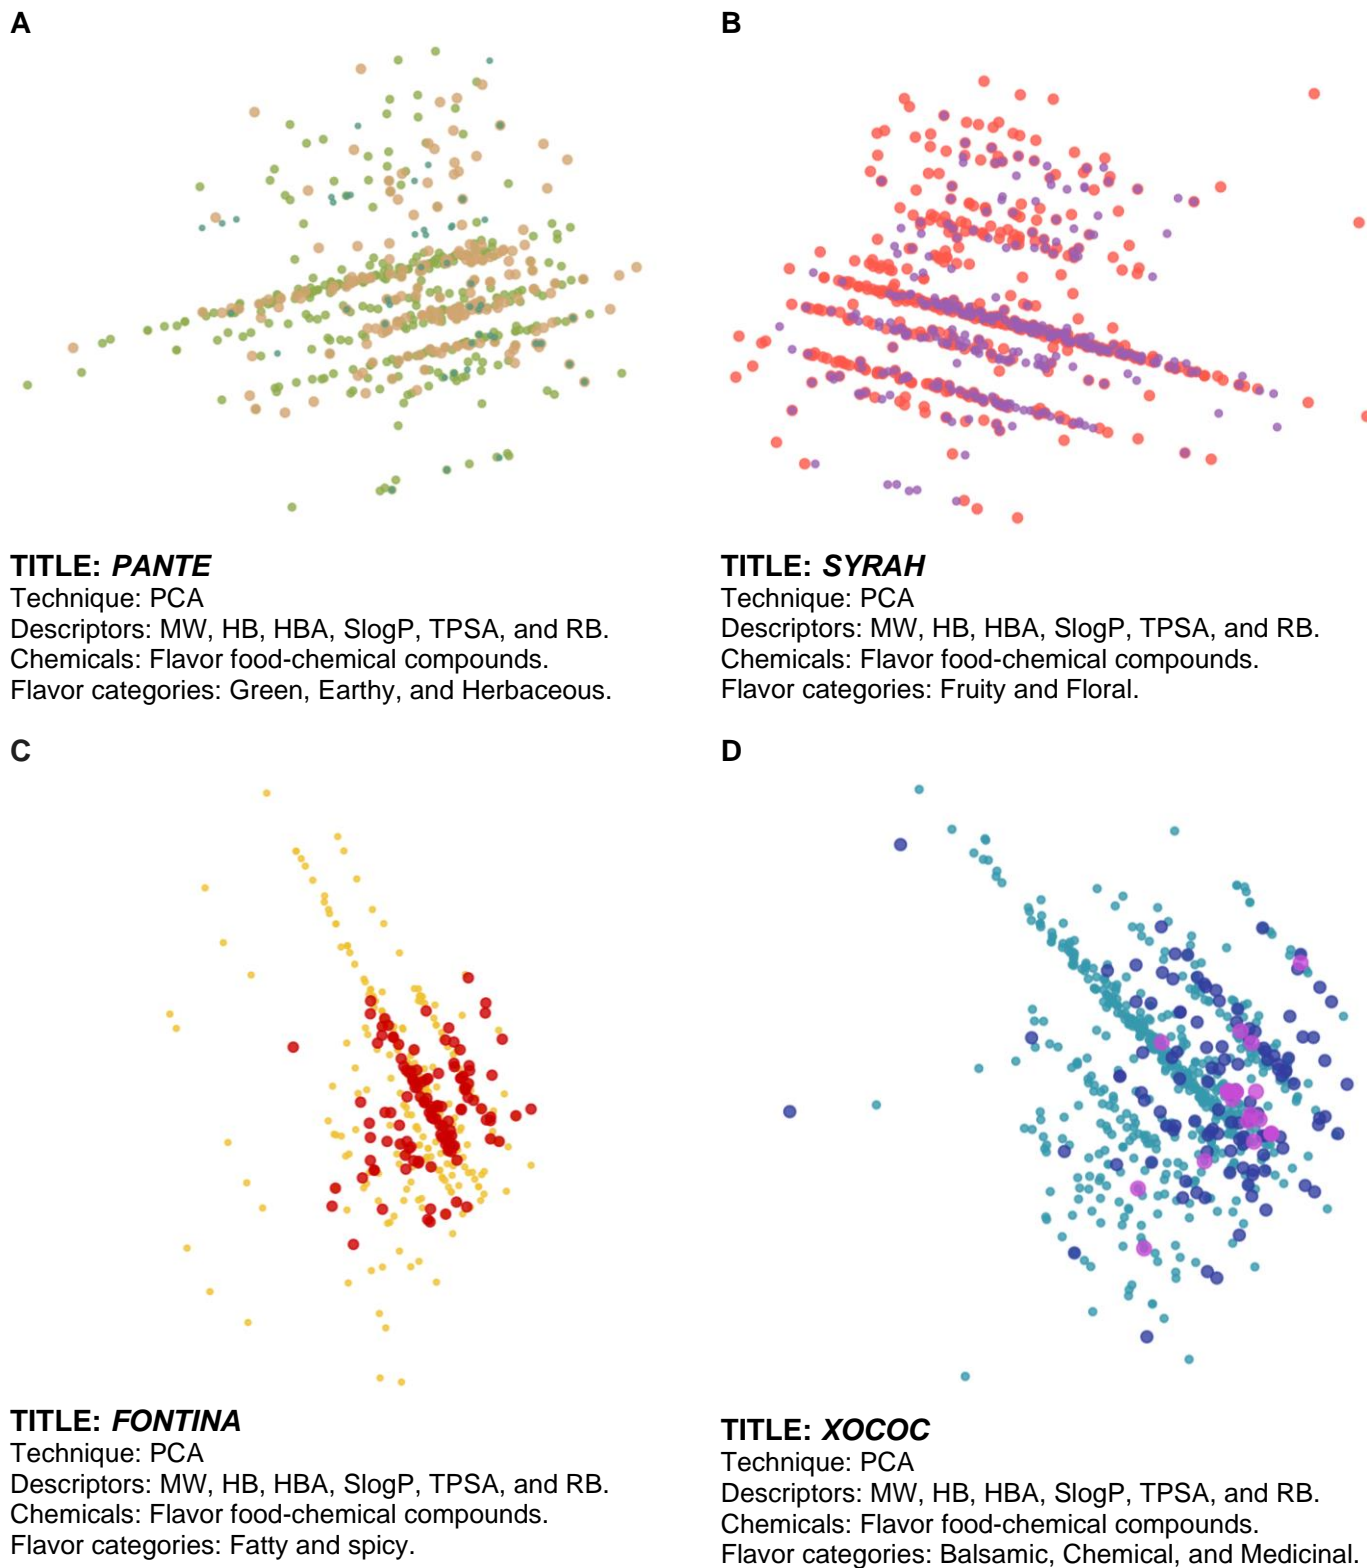 A
B
TITLE: PANTE
Technique: PCA
Descriptors: MW, HB, HBA, SlogP, TPSA, and RB.
Chemicals: Flavor food-chemical compounds.
Flavor categories: Green, Earthy, and Herbaceous.
TITLE: SYRAH
Technique: PCA
Descriptors: MW, HB, HBA, SlogP, TPSA, and RB.
Chemicals: Flavor food-chemical compounds.
Flavor categories: Fruity and Floral.
C
D
TITLE: FONTINA
Technique: PCA
Descriptors: MW, HB, HBA, SlogP, TPSA, and RB.
Chemicals: Flavor food-chemical compounds.
Flavor categories: Fatty and spicy.
TITLE: XOCOC
Technique: PCA
Descriptors: MW, HB, HBA, SlogP, TPSA, and RB.
Chemicals: Flavor food-chemical compounds.
Flavor categories: Balsamic, Chemical, and Medicinal.